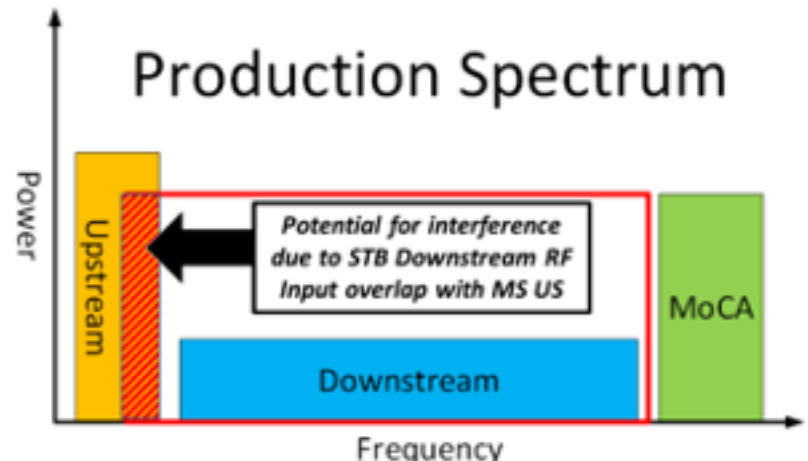 Production Spectrum
Power
Upstream
Potential for interference
due to STB Downstream RF
Input overlap with MS US
MoCA
Downstream
Frequency